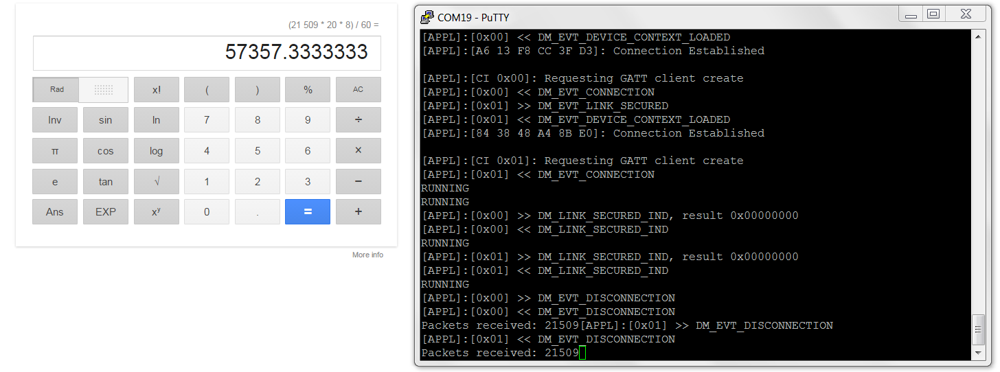 (21 509 * 20 * 8) / 60 =
57357.3333333
Rad x! ( ) % AC
Inv sin ln 7 8 9 ÷
π cos log 4 5 6 ×
e tan √ 1 2 3 −
Ans EXP xʸ 0 . = +
More info
COM19 - PuTTY
[APPL]:[0x00] << DM_EVT_DEVICE_CONTEXT_LOADED
[APPL]:[A6 13 F8 CC 3F D3]: Connection Established
[APPL]:[CI 0x00]: Requesting GATT client create
[APPL]:[0x00] << DM_EVT_CONNECTION
[APPL]:[0x01] >> DM_EVT_LINK_SECURED
[APPL]:[0x01] << DM_EVT_DEVICE_CONTEXT_LOADED
[APPL]:[84 38 48 A4 8B E0]: Connection Established
[APPL]:[CI 0x01]: Requesting GATT client create
[APPL]:[0x01] << DM_EVT_CONNECTION
RUNNING
RUNNING
[APPL]:[0x00] >> DM_LINK_SECURED_IND, result 0x00000000
[APPL]:[0x00] << DM_LINK_SECURED_IND
RUNNING
[APPL]:[0x01] >> DM_LINK_SECURED_IND, result 0x00000000
[APPL]:[0x01] << DM_LINK_SECURED_IND
RUNNING
[APPL]:[0x00] >> DM_EVT_DISCONNECTION
[APPL]:[0x00] << DM_EVT_DISCONNECTION
Packets received: 21509[APPL]:[0x01] >> DM_EVT_DISCONNECTION
[APPL]:[0x01] << DM_EVT_DISCONNECTION
Packets received: 21509